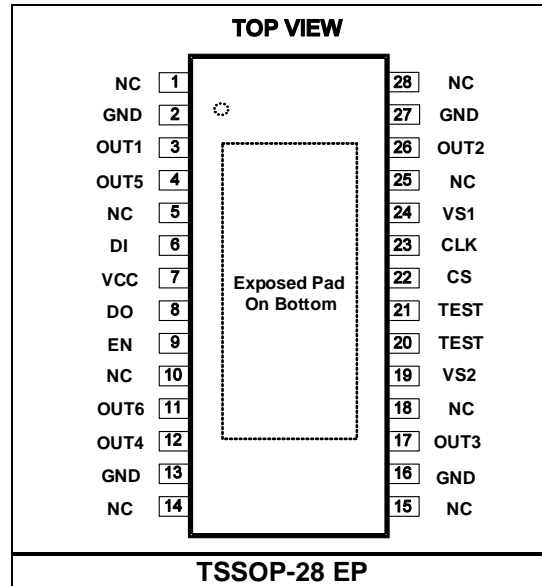 TOP VIEW
NC 1 28 NC
GND 2 27 GND
OUT1 3 26 OUT2
OUT5 4 25 NC
NC 5 24 VS1
DI 6 23 CLK
VCC 7 22 CS
Exposed Pad
On Bottom
DO 8 21 TEST
EN 9 20 TEST
NC 10 19 VS2
OUT6 11 18 NC
OUT4 12 17 OUT3
GND 13 16 GND
NC 14 15 NC
TSSOP-28 EP